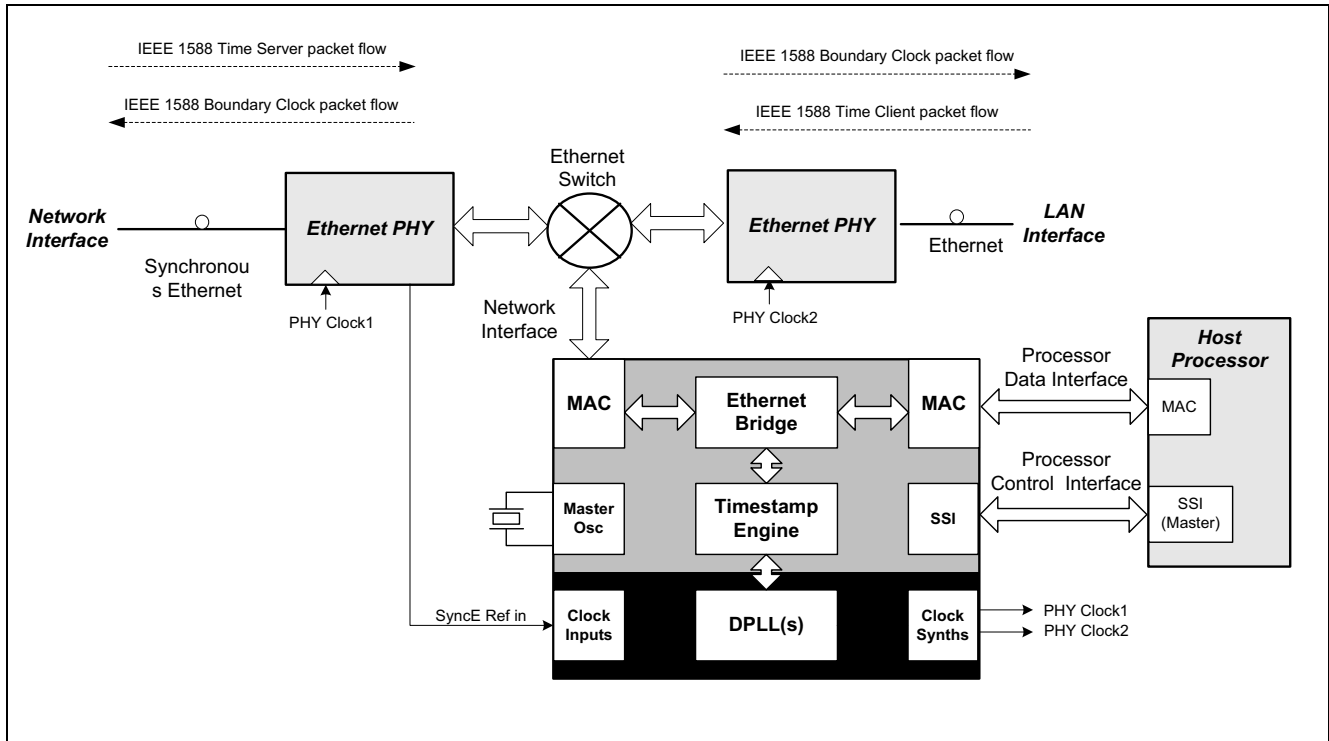 IEEE 1588 Time Server packet flow
IEEE 1588 Boundary Clock packet flow
IEEE 1588 Boundary Clock packet flow
IEEE 1588 Time Client packet flow
Ethernet
Switch
Network
Interface
Ethernet PHY
Ethernet PHY
LAN
Interface
Synchronou
s Ethernet
Ethernet
PHY Clock1
Network
Interface
PHY Clock2
Host
Processor
Processor
Data Interface
MAC
Ethernet
Bridge
MAC
MAC
Processor
Control Interface
Master
Osc
Timestamp
Engine
SSI
SSI
(Master)
SyncE Ref in
Clock
Inputs
DPLL(s)
Clock
Synths
PHY Clock1
PHY Clock2